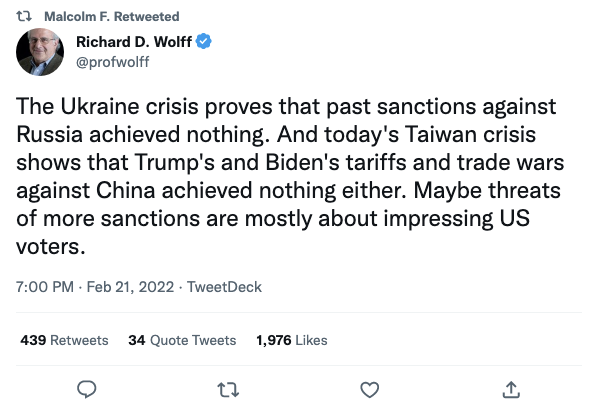 Malcolm F. Retweeted
Richard D. Wolff
@profwolff
The Ukraine crisis proves that past sanctions against
Russia achieved nothing. And today's Taiwan crisis
shows that Trump's and Biden's tariffs and trade wars
against China achieved nothing either. Maybe threats
of more sanctions are mostly about impressing US
voters.
7:00 PM · Feb 21, 2022 · TweetDeck
439 Retweets 34 Quote Tweets 1,976 Likes